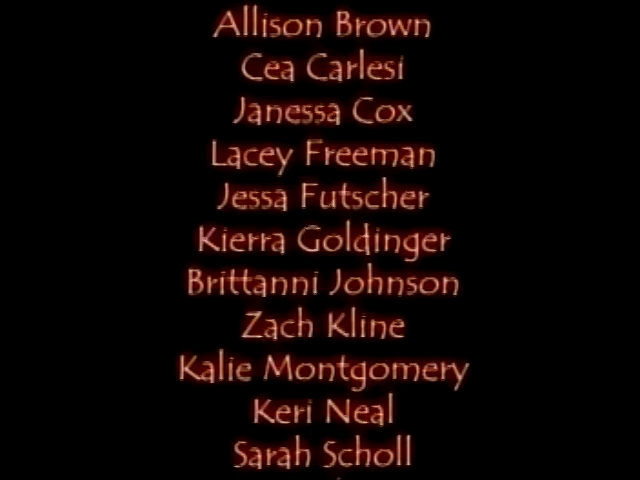 Allison Brown
Cea Carlesi
Janessa Cox
Lacey Freeman
Jessa Futscher
Kierra Goldinger
Brittanni Johnson
Zach Kline
Kalie Montgomery
Keri Neal
Sarah Scholl